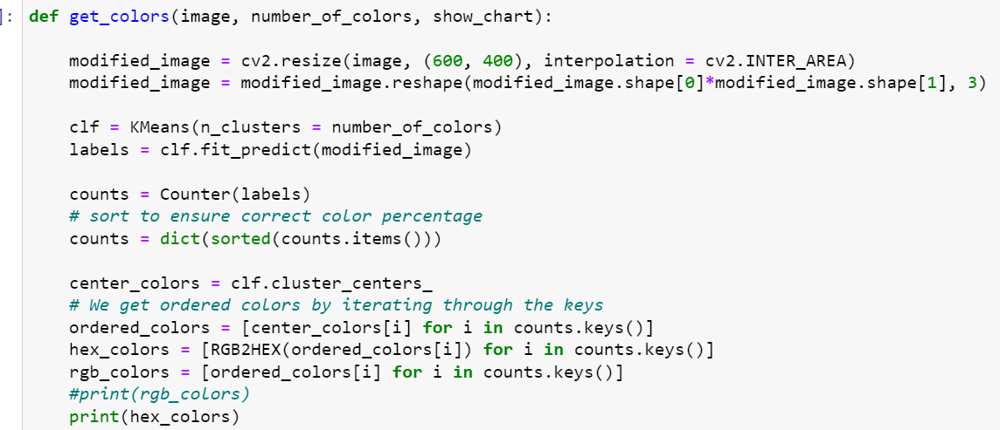 ]: def get_colors(image, number_of_colors, show_chart):
modified_image = cv2.resize(image, (600, 400), interpolation = cv2.INTER_AREA)
modified_image = modified_image.reshape(modified_image.shape[0]*modified_image.shape[1], 3)
clf = KMeans(n_clusters = number_of_colors)
labels = clf.fit_predict(modified_image)
counts = Counter(labels)
# sort to ensure correct color percentage
counts = dict(sorted(counts.items()))
center_colors = clf.cluster_centers_
# We get ordered colors by iterating through the keys
ordered_colors = [center_colors[i] for i in counts.keys()]
hex_colors = [RGB2HEX(ordered_colors[i]) for i in counts.keys()]
rgb_colors = [ordered_colors[i] for i in counts.keys()]
#print(rgb_colors)
print(hex_colors)